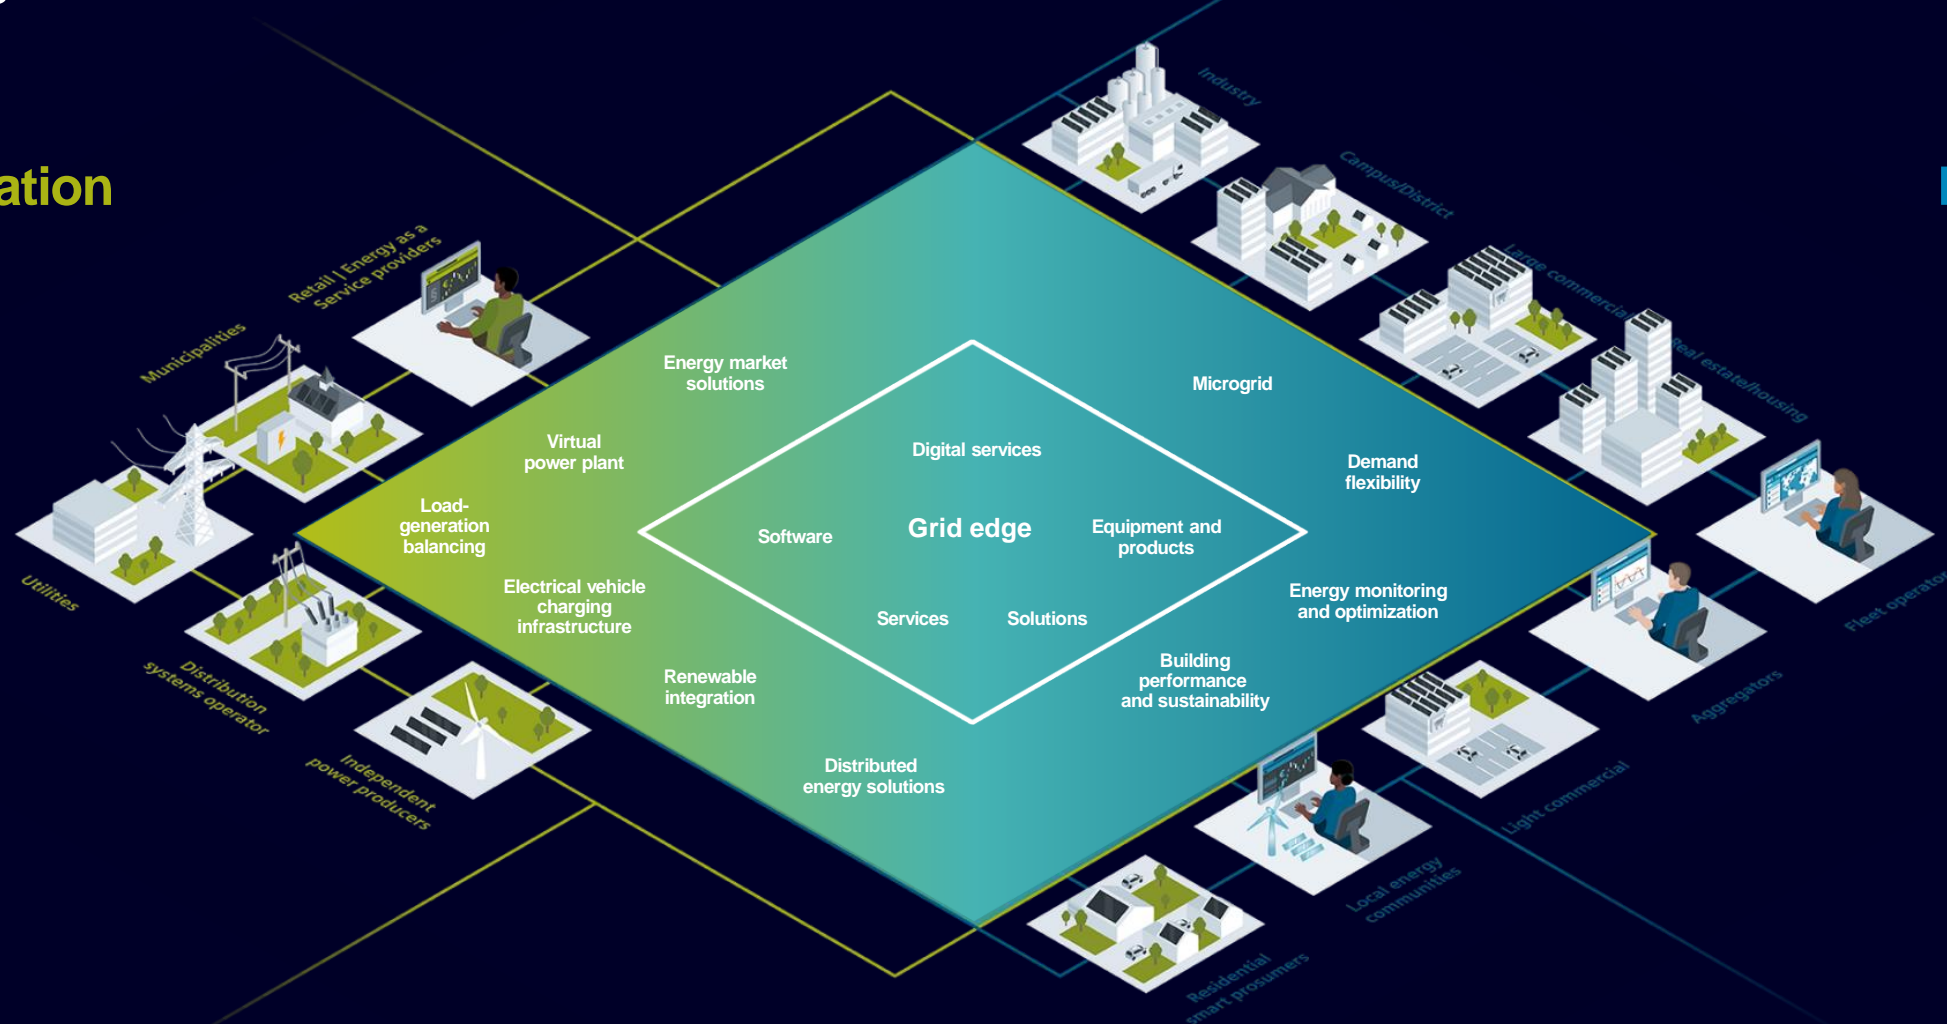 ation
Industry
Campus/District
Large commercial
Real estate/housing
Retail | Energy as a
Service providers
Municipalities
Utilities
Distribution
systems operator
Independent
power producers
Energy market
solutions
Virtual
power plant
Load-
generation
balancing
Electrical vehicle
charging
infrastructure
Renewable
integration
Distributed
energy solutions
Digital services
Software
Grid edge
Equipment and
products
Services
Solutions
Microgrid
Demand
flexibility
Energy monitoring
and optimization
Building
performance
and sustainability
Fleet operator
Aggregators
Light commercial
Local energy
communities
Residential
smart prosumers